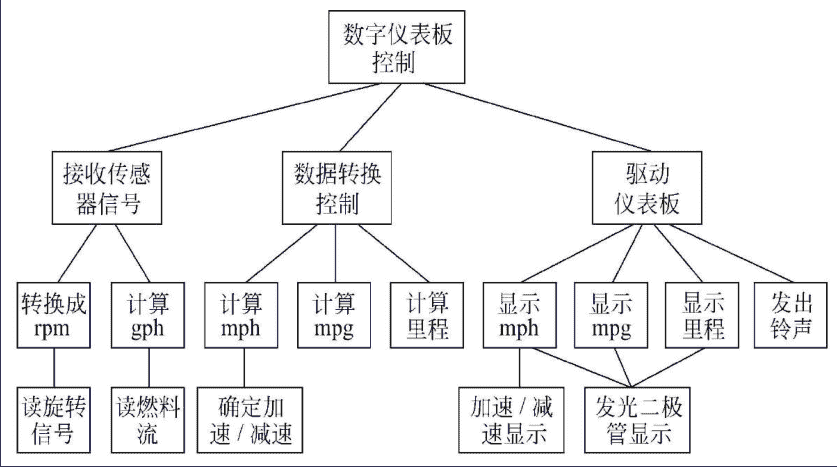 数字仪表板
控制
接收传感
器信号
数据转换
控制
驱动
仪表板
转换成
rpm
计算
gph
计算
mph
计算
mpg
计算
里程
显示
mph
显示
mpg
显示
里程
发出
铃声
读旋转
信号
读燃料
流
确定加
速/减速
加速/减
速显示
发光二极
管显示